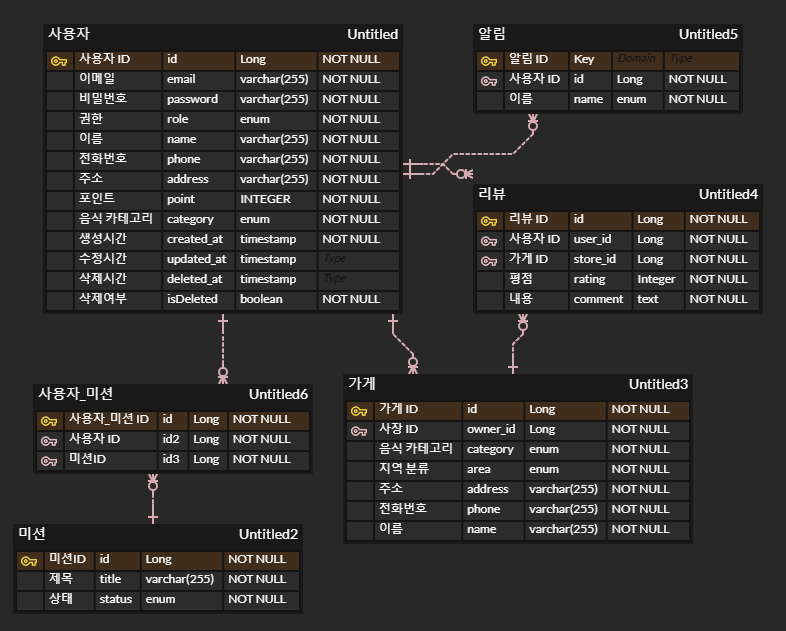 사용자 Untitled
사용자 ID id Long NOT NULL
이메일 email varchar(255) NOT NULL
비밀번호 password varchar(255) NOT NULL
권한 role enum NOT NULL
이름 name varchar(255) NOT NULL
전화번호 phone varchar(255) NOT NULL
주소 address varchar(255) NOT NULL
포인트 point INTEGER NOT NULL
음식 카테고리 category enum NOT NULL
생성시간 created_at timestamp NOT NULL
수정시간 updated_at timestamp Type
삭제시간 deleted_at timestamp Type
삭제여부 isDeleted boolean NOT NULL
알림 Untitled5
알림 ID Key Domain Type
사용자 ID id Long NOT NULL
이름 name enum NOT NULL
리뷰 Untitled4
리뷰 ID id Long NOT NULL
사용자 ID user_id Long NOT NULL
가게 ID store_id Long NOT NULL
평점 rating Integer NOT NULL
내용 comment text NOT NULL
사용자_미션 Untitled6
사용자_미션 ID id Long NOT NULL
사용자 ID id2 Long NOT NULL
미션ID id3 Long NOT NULL
가게 Untitled3
가게 ID id Long NOT NULL
사장 ID owner_id Long NOT NULL
음식 카테고리 category enum NOT NULL
지역 분류 area enum NOT NULL
주소 address varchar(255) NOT NULL
전화번호 phone varchar(255) NOT NULL
이름 name varchar(255) NOT NULL
미션 Untitled2
미션ID id Long NOT NULL
제목 title varchar(255) NOT NULL
상태 status enum NOT NULL